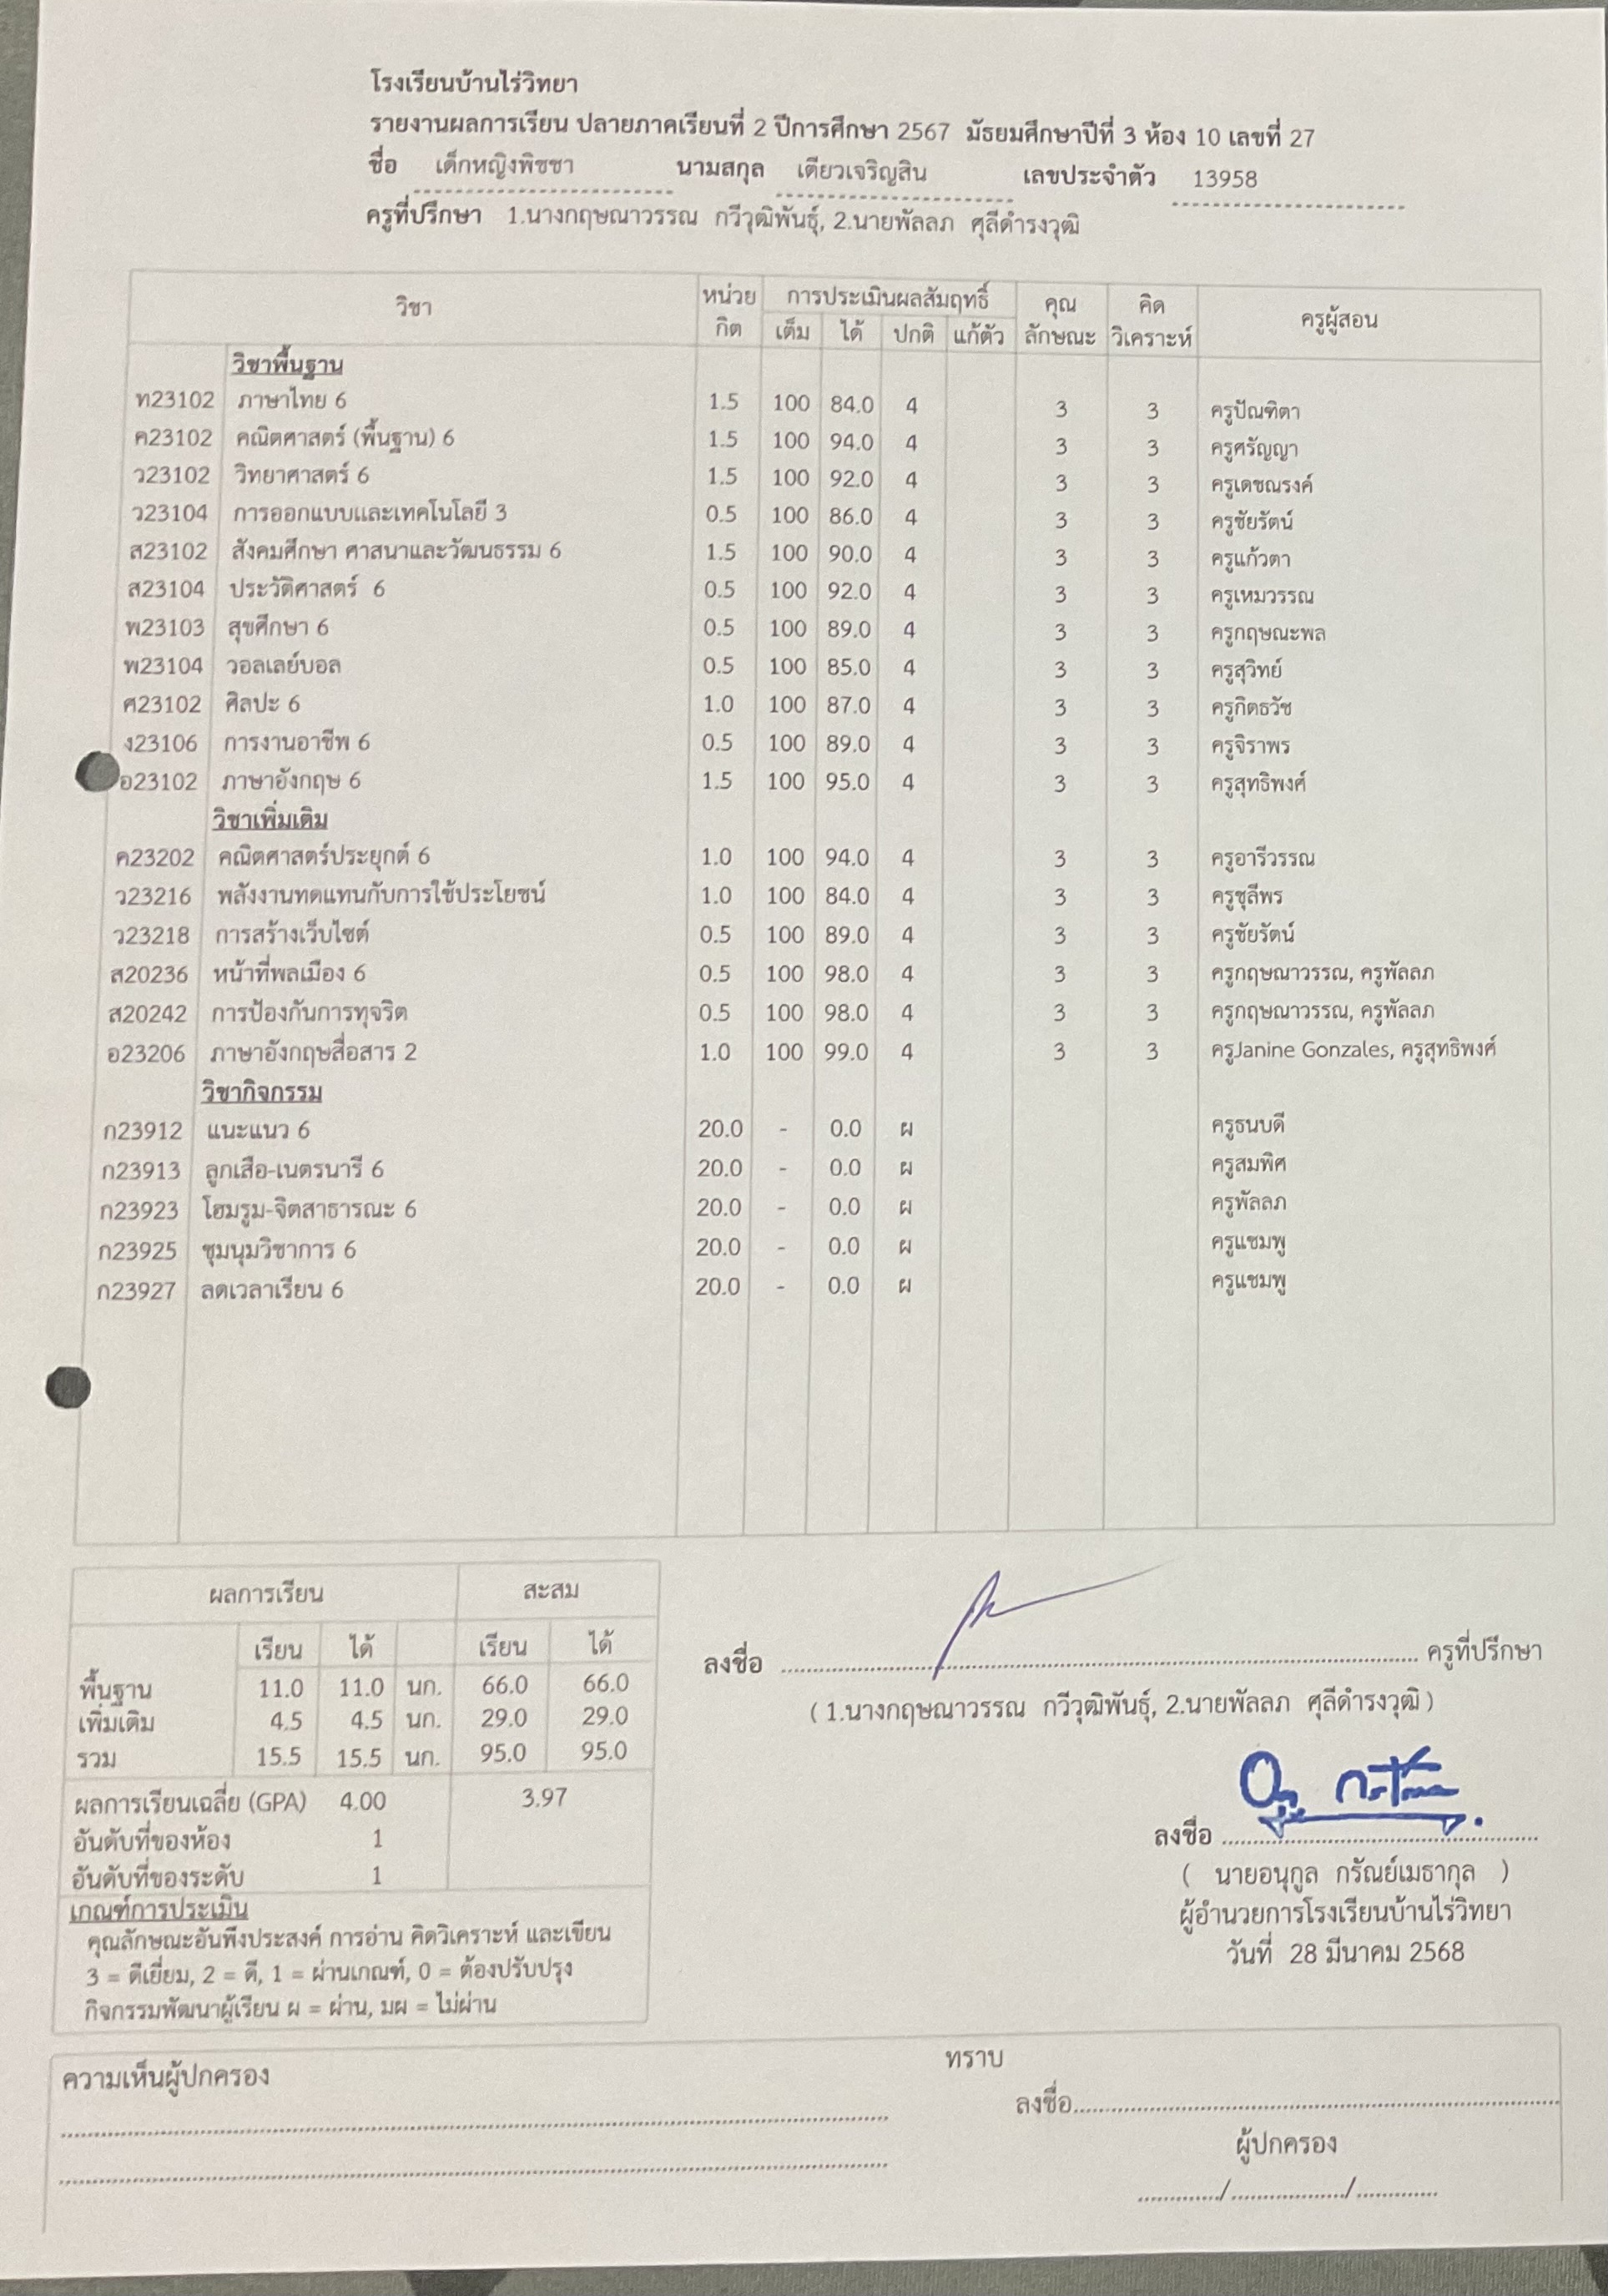 โรงเรียนบ้านไร่วิทยา
รายงานผลการเรียน ปลายภาคเรียนที่ 2 ปีการศึกษา 2567 มัธยมศึกษาปีที่ 3 ห้อง 10 เลขที่ 27
ชื่อ เด็กหญิงพิชชา นามสกุล เตียวเจริญสิน เลขประจำตัว 13958
ครูที่ปรึกษา 1.นางกฤษณาวรรณ กวีวุฒิพันธุ์, 2.นายพัลลภ ศุลีดำรงวุฒิ
วิชา หน่วย การประเมินผลสัมฤทธิ์ คุณ คิด ครูผู้สอน
กิต เต็ม ได้ ปกติ แก้ตัว ลักษณะ วิเคราะห์
วิชาพื้นฐาน
ท23102 ภาษาไทย 6 1.5 100 84.0 4 3 3 ครูปัณฑิตา
ค23102 คณิตศาสตร์ (พื้นฐาน) 6 1.5 100 94.0 4 3 3 ครูศรัญญา
ว23102 วิทยาศาสตร์ 6 1.5 100 92.0 4 3 3 ครูเดชณรงค์
ว23104 การออกแบบและเทคโนโลยี 3 0.5 100 86.0 4 3 3 ครูชัยรัตน์
ส23102 สังคมศึกษา ศาสนาและวัฒนธรรม 6 1.5 100 90.0 4 3 3 ครูแก้วตา
ส23104 ประวัติศาสตร์ 6 0.5 100 92.0 4 3 3 ครูเหมวรรณ
พ23103 สุขศึกษา 6 0.5 100 89.0 4 3 3 ครูกฤษณะพล
พ23104 วอลเลย์บอล 0.5 100 85.0 4 3 3 ครูสุวิทย์
ศ23102 ศิลปะ 6 1.0 100 87.0 4 3 3 ครูกิตธวัช
ง23106 การงานอาชีพ 6 0.5 100 89.0 4 3 3 ครูจิราพร
อ23102 ภาษาอังกฤษ 6 1.5 100 95.0 4 3 3 ครูสุทธิพงศ์
วิชาเพิ่มเติม
ค23202 คณิตศาสตร์ประยุกต์ 6 1.0 100 94.0 4 3 3 ครูอารีวรรณ
ว23216 พลังงานทดแทนกับการใช้ประโยชน์ 1.0 100 84.0 4 3 3 ครูชุลีพร
ว23218 การสร้างเว็บไซต์ 0.5 100 89.0 4 3 3 ครูชัยรัตน์
ส20236 หน้าที่พลเมือง 6 0.5 100 98.0 4 3 3 ครูกฤษณาวรรณ, ครูพัลลภ
ส20242 การป้องกันการทุจริต 0.5 100 98.0 4 3 3 ครูกฤษณาวรรณ, ครูพัลลภ
อ23206 ภาษาอังกฤษสื่อสาร 2 1.0 100 99.0 4 3 3 ครูJanine Gonzales, ครูสุทธิพงศ์
วิชากิจกรรม
ก23912 แนะแนว 6 20.0 - 0.0 ผ ครูธนบดี
ก23913 ลูกเสือ-เนตรนารี 6 20.0 - 0.0 ผ ครูสมพิศ
ก23923 โฮมรูม-จิตสาธารณะ 6 20.0 - 0.0 ผ ครูพัลลภ
ก23925 ชุมนุมวิชาการ 6 20.0 - 0.0 ผ ครูแชมพู
ก23927 ลดเวลาเรียน 6 20.0 - 0.0 ผ ครูแชมพู
ผลการเรียน สะสม
เรียน ได้ เรียน ได้
พื้นฐาน 11.0 11.0 นก. 66.0 66.0
เพิ่มเติม 4.5 4.5 นก. 29.0 29.0
รวม 15.5 15.5 นก. 95.0 95.0
ผลการเรียนเฉลี่ย (GPA) 4.00 3.97
อันดับที่ของห้อง 1
อันดับที่ของระดับ 1
เกณฑ์การประเมิน
คุณลักษณะอันพึงประสงค์ การอ่าน คิดวิเคราะห์ และเขียน
3 = ดีเยี่ยม, 2 = ดี, 1 = ผ่านเกณฑ์, 0 = ต้องปรับปรุง
กิจกรรมพัฒนาผู้เรียน ผ = ผ่าน, มผ = ไม่ผ่าน
ลงชื่อ ครูที่ปรึกษา
( 1.นางกฤษณาวรรณ กวีวุฒิพันธุ์, 2.นายพัลลภ ศุลีดำรงวุฒิ )
ลงชื่อ
( นายอนุกูล กรัณย์เมธากุล )
ผู้อำนวยการโรงเรียนบ้านไร่วิทยา
วันที่ 28 มีนาคม 2568
ความเห็นผู้ปกครอง
ทราบ
ลงชื่อ
ผู้ปกครอง
............/..................../..............